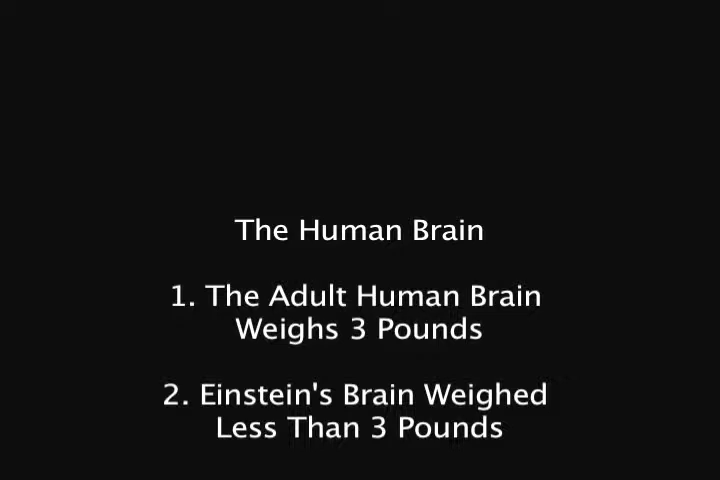 The Human Brain
1. The Adult Human Brain
Weighs 3 Pounds
2. Einstein's Brain Weighed
Less Than 3 Pounds